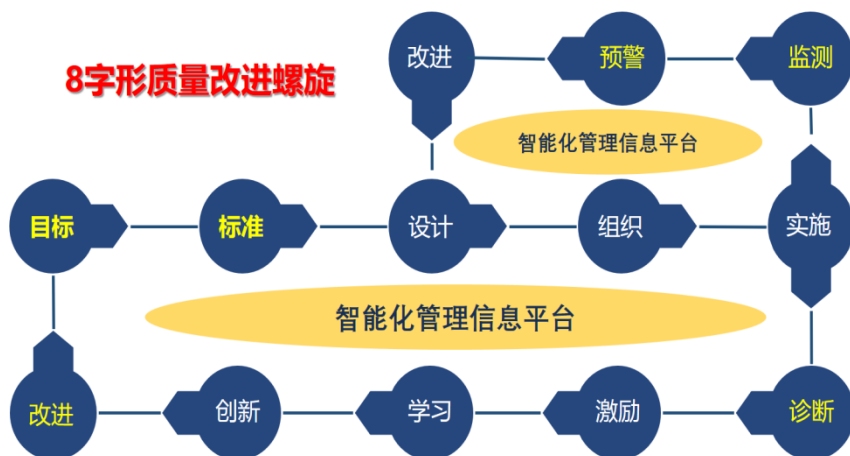 8字形质量改进螺旋
改进
预警
监测
智能化管理信息平台
目标
标准
设计
组织
实施
智能化管理信息平台
改进
创新
学习
激励
诊断